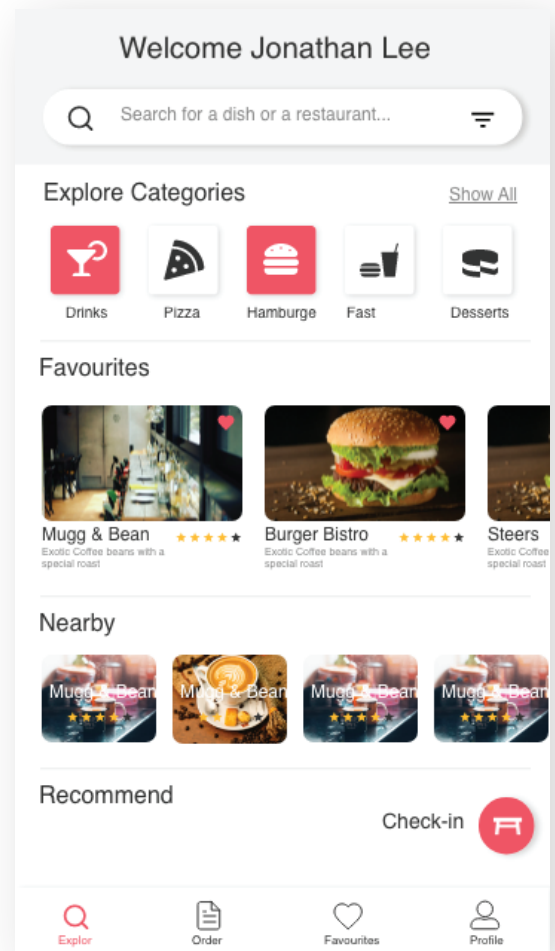 Welcome Jonathan Lee
Search for a dish or a restaurant...
Explore Categories
Show All
Drinks
Pizza
Hamburge
Fast
Desserts
Favourites
Mugg & Bean
Exotic Coffee beans with a
special roast
Burger Bistro
Exotic Coffee beans with a
special roast
Steers
Exotic Coffee
special roast
Nearby
Mugg & Bean
Mugg & Bean
Mugg & Bean
Mugg & Bean
Recommend
Check-in
Explor
Order
Favourites
Profile